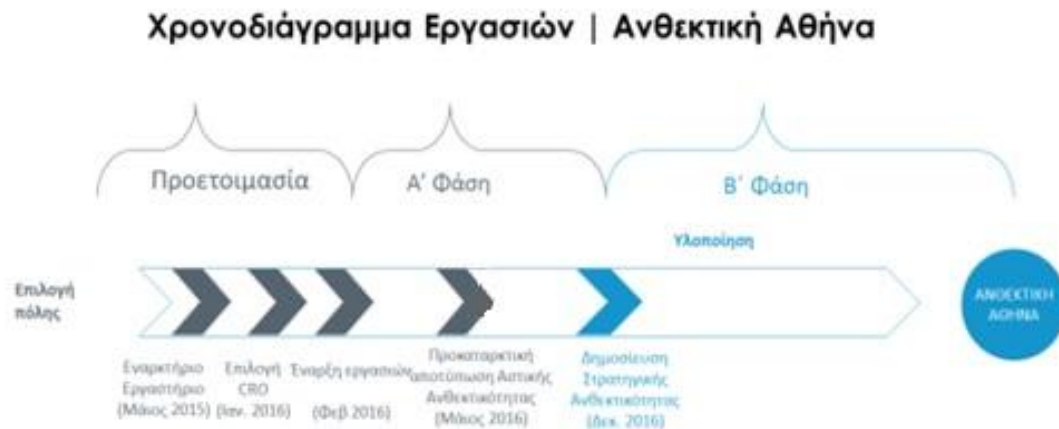 Χρονοδιάγραμμα Εργασιών | Ανθεκτική Αθήνα
Προετοιμασία
Α' Φάση
Β' Φάση
Υλοποίηση
Επιλογή
πόλης
ΑΝΘΕΚΤΙΚΗ
ΑΘΗΝΑ
Εναρκτήριο
Εργαστήριο
(Μάιος 2015)
Επιλογή
CRO
(Ιαν. 2016)
Έναρξη εργασιών
(Φεβ 2016)
Προκαταρκτική
αποτύπωση Αστικής
Ανθεκτικότητας
(Μάιος 2016)
Δημοσίευση
Στρατηγικής
Ανθεκτικότητας
(Δεκ. 2016)